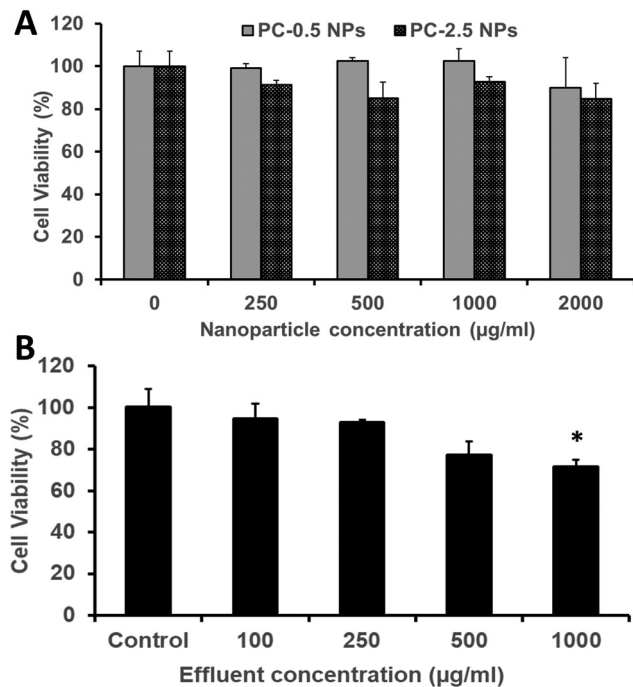 A
PC-0.5 NPs PC-2.5 NPs
120
100
80
60
40
20
0
Cell Viability (%)
0 250 500 1000 2000
Nanoparticle concentration (µg/ml)
B
120
100
80
60
40
20
0
Cell Viability (%)
*
Control 100 250 500 1000
Effluent concentration (µg/ml)